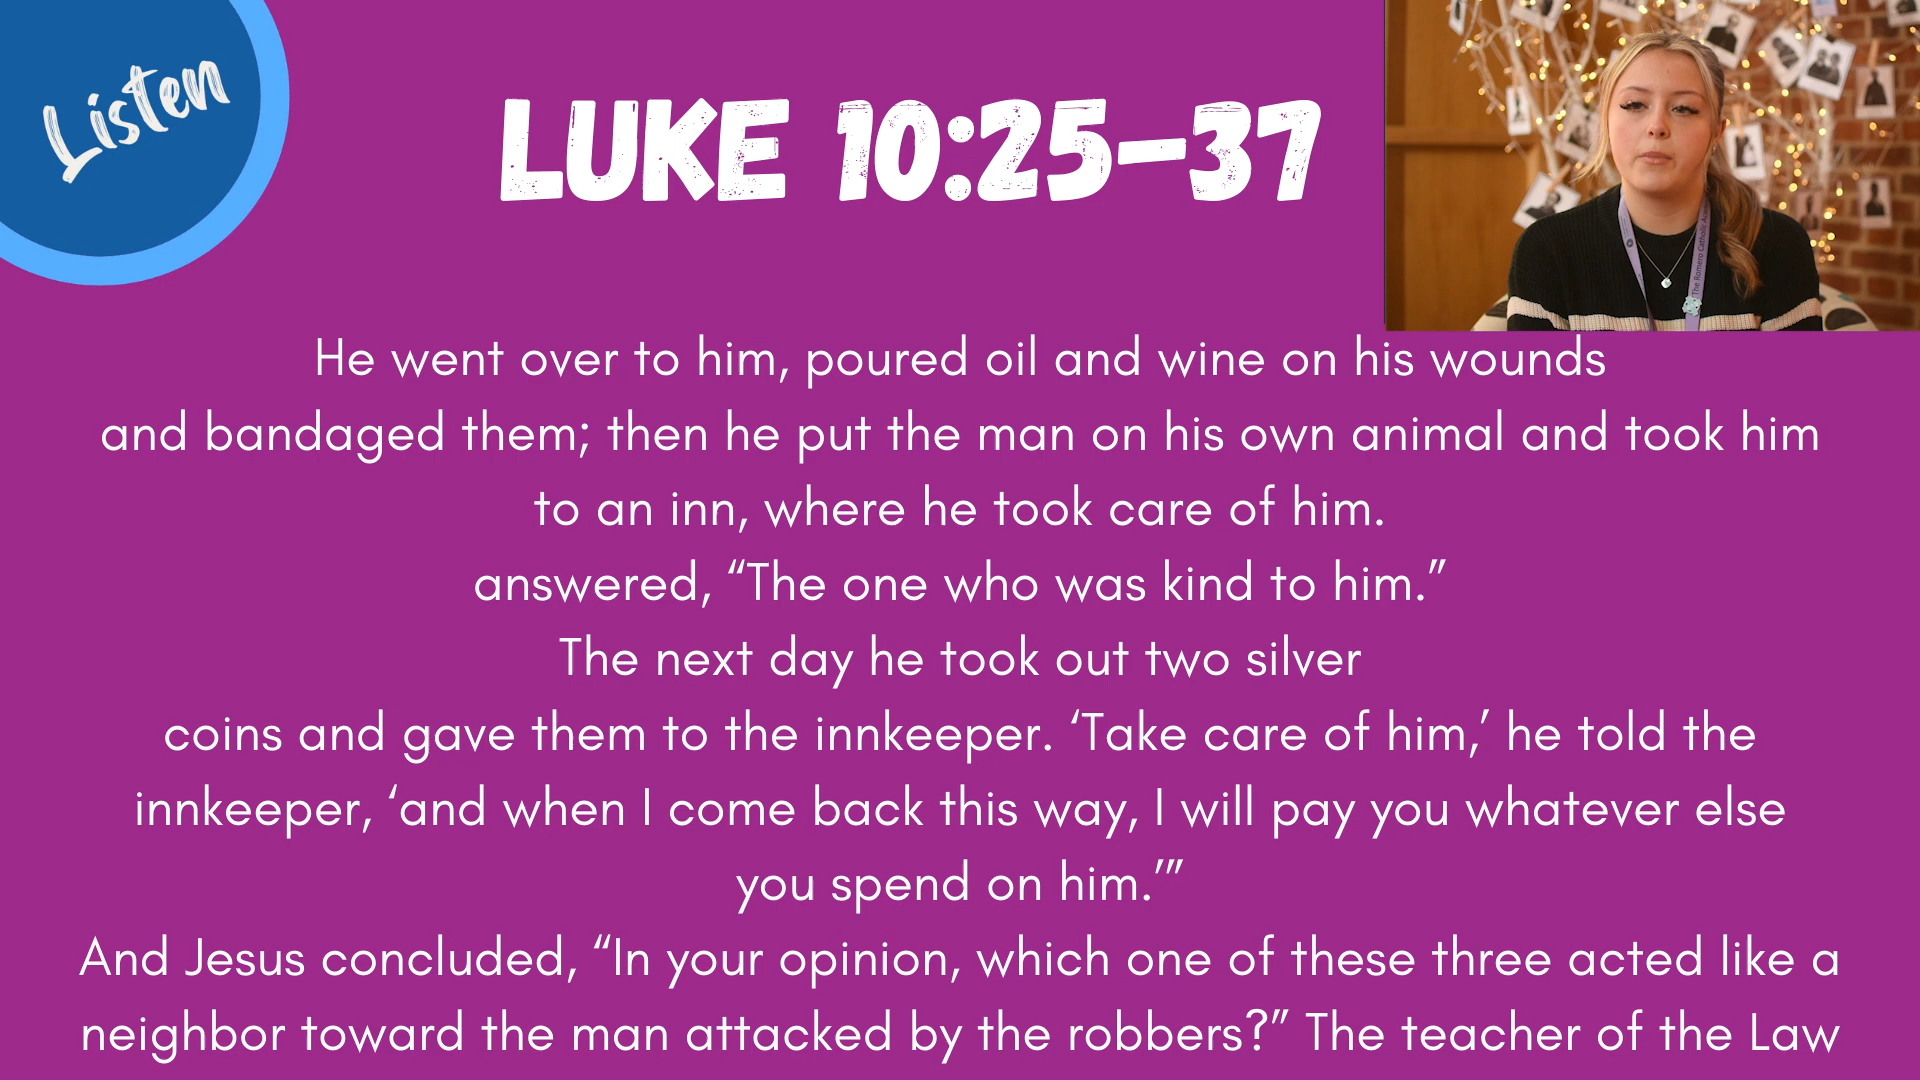 Listen
LUKE 10:25–37
The Romero Catholic Aca
He went over to him, poured oil and wine on his wounds
and bandaged them; then he put the man on his own animal and took him
to an inn, where he took care of him.
answered, “The one who was kind to him.”
The next day he took out two silver
coins and gave them to the innkeeper. ‘Take care of him,’ he told the
innkeeper, ‘and when I come back this way, I will pay you whatever else
you spend on him.’”
And Jesus concluded, “In your opinion, which one of these three acted like a
neighbor toward the man attacked by the robbers?” The teacher of the Law